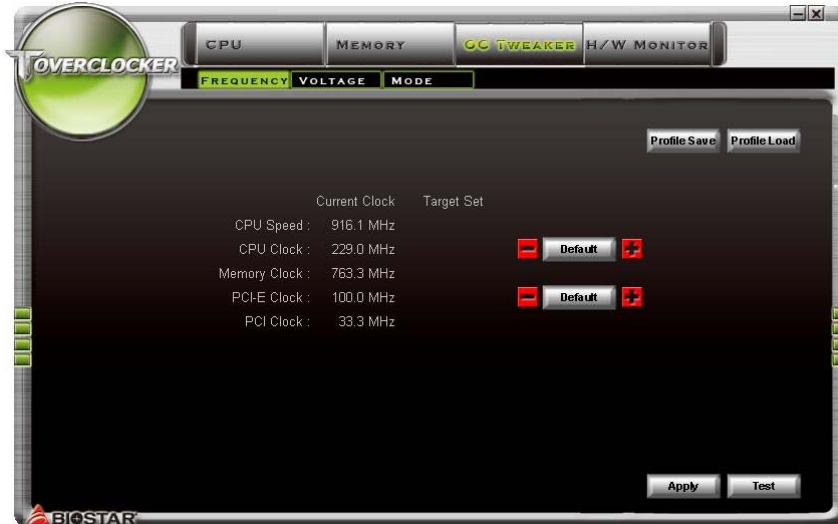 TOVERCLOCKER
CPU MEMORY OC TWEAKER H/W MONITOR
FREQUENCY VOLTAGE MODE
Profile Save Profile Load
Current Clock Target Set
CPU Speed : 916.1 MHz
CPU Clock : 229.0 MHz - Default +
Memory Clock : 763.3 MHz
PCI-E Clock : 100.0 MHz - Default +
PCI Clock : 33.3 MHz
Apply Test
BIOSTAR